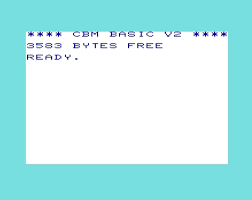 **** CBM BASIC V2 ****
3583 BYTES FREE
READY.